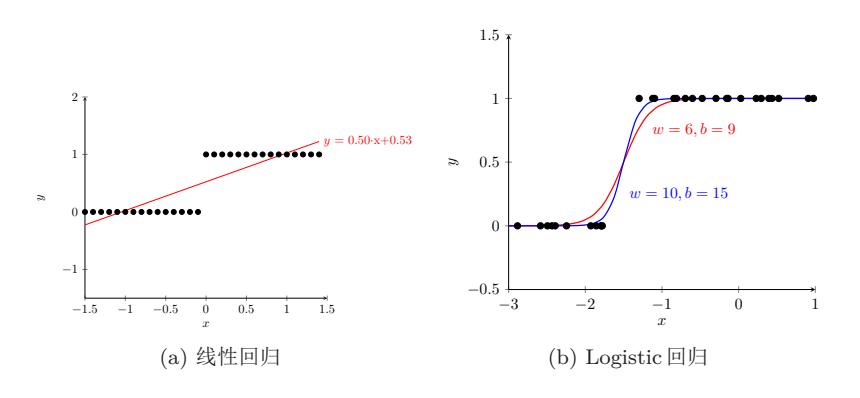 2
1
0
−1
y
−1.5 −1 −0.5 0 0.5 1 1.5
x
y = 0.50·x+0.53
(a) 线性回归
1.5
1
0.5
0
−0.5
y
−3 −2 −1 0 1
x
w = 6, b = 9
w = 10, b = 15
(b) Logistic 回归